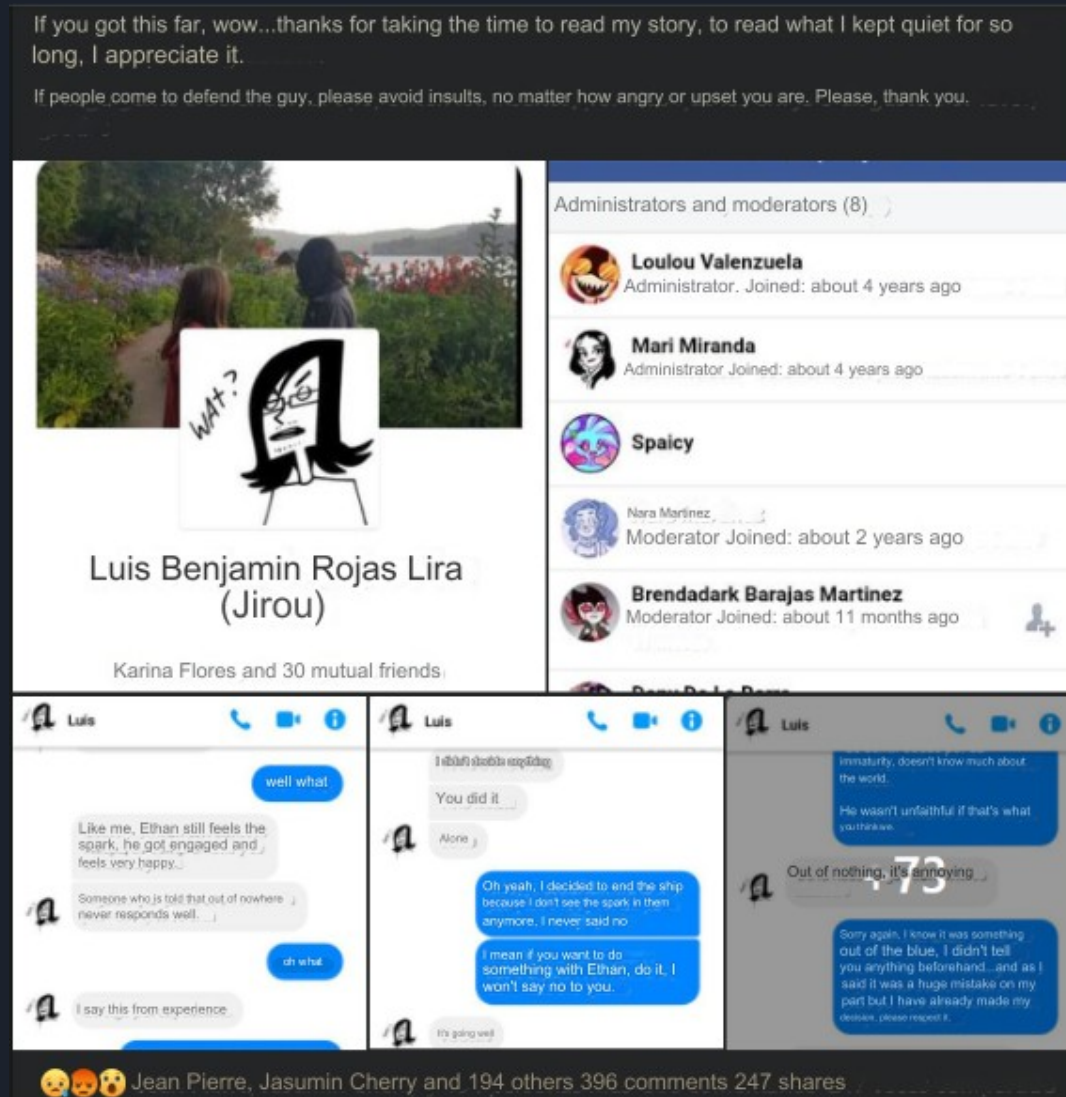 If you got this far, wow...thanks for taking the time to read my story, to read what I kept quiet for so
long, I appreciate it.
If people come to defend the guy, please avoid insults, no matter how angry or upset you are. Please, thank you.
WAt?
Luis Benjamin Rojas Lira
(Jirou)
Karina Flores and 30 mutual friends
Administrators and moderators (8)
Loulou Valenzuela
Administrator. Joined: about 4 years ago
Mari Miranda
Administrator Joined: about 4 years ago
Spaicy
Nara Martinez
Moderator Joined: about 2 years ago
Brendadark Barajas Martinez
Moderator Joined: about 11 months ago
Luis
well what
Like me, Ethan still feels the
spark, he got engaged and
feels very happy.
Someone who is told that out of nowhere
never responds well.
oh what
I say this from experience
Luis
You did it
Alone
Oh yeah, I decided to end the ship
because I don't see the spark in them
anymore, I never said no
I mean if you want to do
something with Ethan, do it, I
won't say no to you.
It's going well
Luis
immaturity, doesn't know much about
the world.
He wasn't unfaithful if that's what
Out of nothing, it's annoying
+73
Sorry again, I know it was something
out of the blue, I didn't tell
you anything beforehand...and as I
said it was a huge mistake on my
part but I have already made my
decision, please respect it.
Jean Pierre, Jasumin Cherry and 194 others 396 comments 247 shares